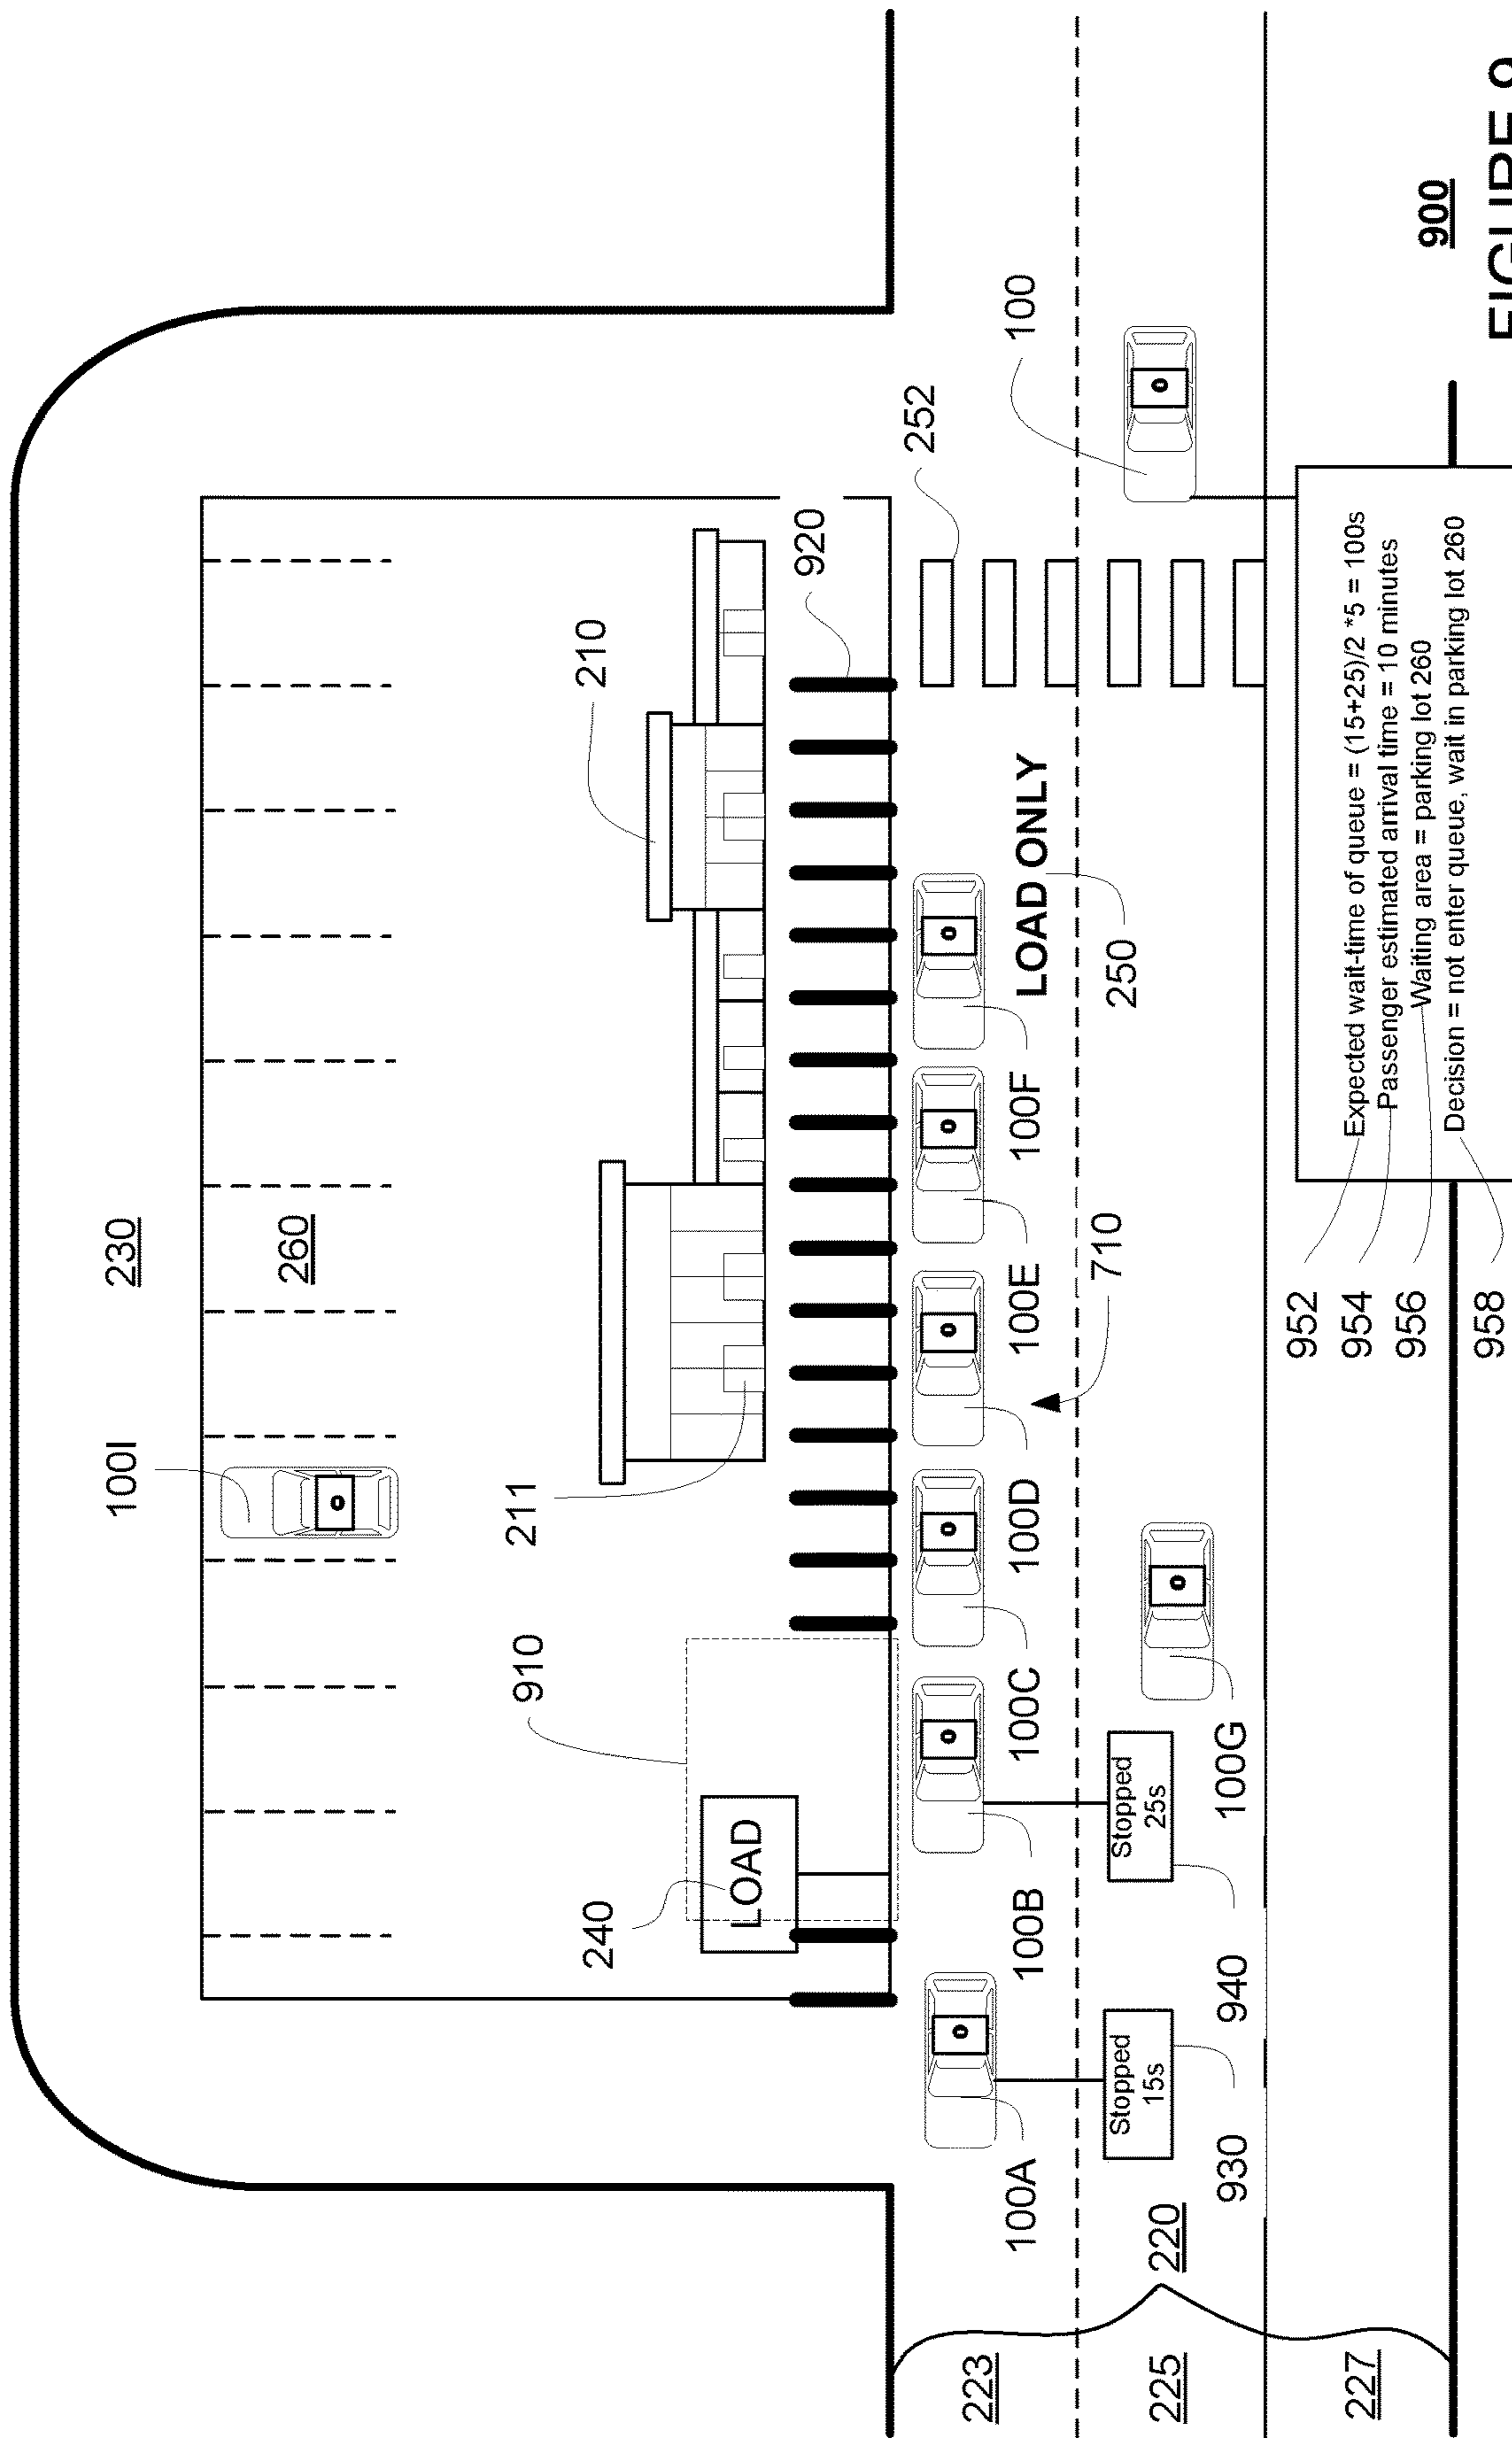 230
260
100I
210
211
920
910
240
LOAD
252
100
LOAD ONLY
250
100A
100B
100C
100D
100E
100F
710
Stopped
15s
Stopped
25s
100G
930
940
220
223
225
227
952
954
956
958
Expected wait-time of queue = (15+25)/2 *5 = 100s
Passenger estimated arrival time = 10 minutes
Waiting area = parking lot 260
Decision = not enter queue, wait in parking lot 260
900
FIGURE 9